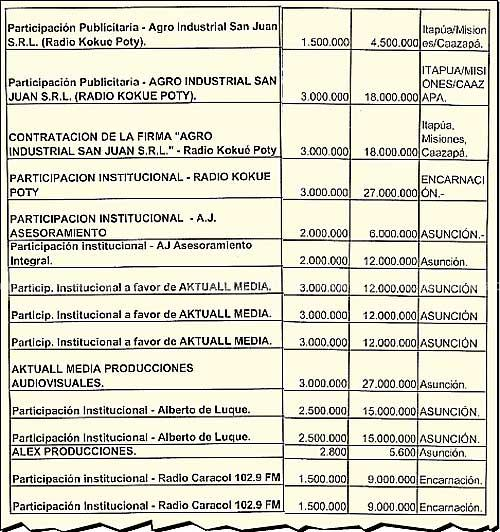 Participación Publicitaria - Agro Industrial San Juan S.R.L. (Radio Kokue Poty). 1.500.000 4.500.000 Itapúa/Misiones/Caazapá.
Participación Publicitaria - AGRO INDUSTRIAL SAN JUAN S.R.L. (RADIO KOKUE POTY). 3.000.000 18.000.000 ITAPUA/MISIONES/CAAZAPA.
CONTRATACION DE LA FIRMA "AGRO INDUSTRIAL SAN JUAN S.R.L." - Radio Kokué Poty 3.000.000 18.000.000 Itapúa, Misiones, Caazapá.
PARTICIPACION INSTITUCIONAL - RADIO KOKUE POTY 3.000.000 27.000.000 ENCARNACIÓN.-
PARTICIPACION INSTITUCIONAL - A.J. ASESORAMIENTO 2.000.000 6.000.000 ASUNCIÓN.-
Participación institucional - AJ Asesoramiento Integral. 2.000.000 12.000.000 Asunción.
Particip. Institucional a favor de AKTUALL MEDIA. 3.000.000 12.000.000 ASUNCIÓN
Particip. Institucional a favor de AKTUALL MEDIA. 3.000.000 12.000.000 ASUNCIÓN
Particip. Institucional a favor de AKTUALL MEDIA. 3.000.000 12.000.000 ASUNCIÓN
AKTUALL MEDIA PRODUCCIONES AUDIOVISUALES. 3.000.000 27.000.000 Asunción.
Participación Institucional - Alberto de Luque. 2.500.000 15.000.000 ASUNCIÓN.
Participación Institucional - Alberto de Luque. 2.500.000 15.000.000 ASUNCIÓN.
ALEX PRODUCCIONES. 2.800 5.600 Asunción.
Participación institucional - Radio Caracol 102.9 FM 1.500.000 9.000.000 Encarnación.
Participación Institucional - Radio Caracol 102.9 FM 1.500.000 9.000.000 Encarnación.